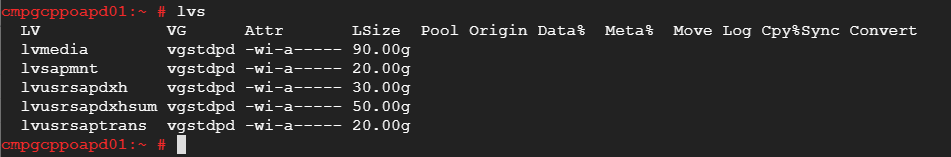 cmpgcppoapd01:~ # lvs
  LV            VG      Attr       LSize  Pool Origin Data%  Meta%  Move Log Cpy%Sync Convert
  lvmedia       vgstdpd -wi-a----- 90.00g
  lvsapmnt      vgstdpd -wi-a----- 20.00g
  lvusrsapdxh   vgstdpd -wi-a----- 30.00g
  lvusrsapdxhsum vgstdpd -wi-a----- 50.00g
  lvusrsaptrans vgstdpd -wi-a----- 20.00g
cmpgcppoapd01:~ #